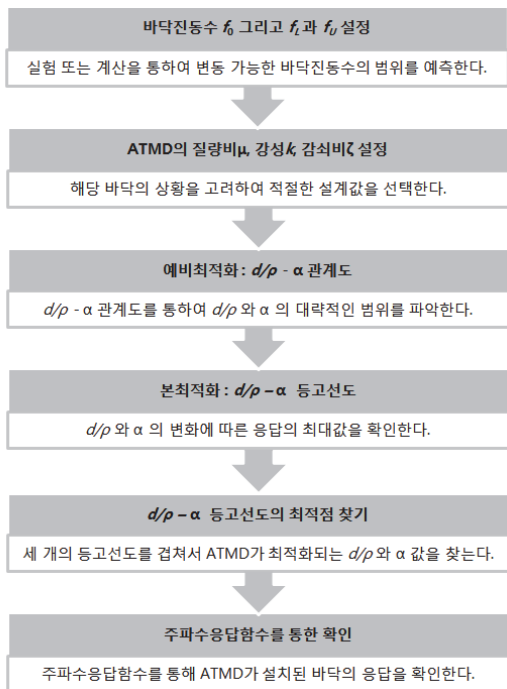 바닥진동수 f₀ 그리고 f_L과 f_U 설정
실험 또는 계산을 통하여 변동 가능한 바닥진동수의 범위를 예측한다.
ATMD의 질량비μ, 강성k, 감쇠비ζ 설정
해당 바닥의 상황을 고려하여 적절한 설계값을 선택한다.
예비최적화 : d/ρ - α 관계도
d/ρ - α 관계도를 통하여 d/ρ 와 α 의 대략적인 범위를 파악한다.
본최적화 : d/ρ – α 등고선도
d/ρ 와 α 의 변화에 따른 응답의 최대값을 확인한다.
d/ρ – α 등고선도의 최적점 찾기
세 개의 등고선도를 겹쳐서 ATMD가 최적화되는 d/ρ 와 α 값을 찾는다.
주파수응답함수를 통한 확인
주파수응답함수를 통해 ATMD가 설치된 바닥의 응답을 확인한다.